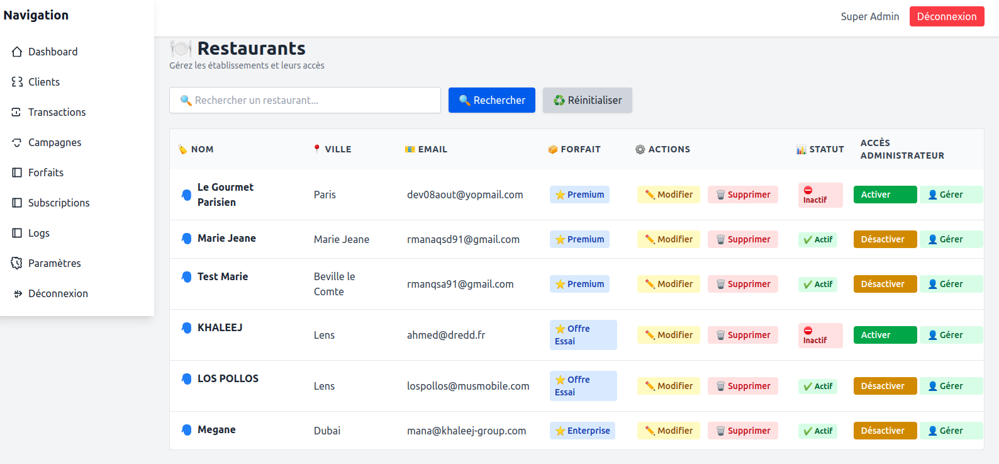 Navigation
Dashboard
Clients
Transactions
Campagnes
Forfaits
Subscriptions
Logs
Paramètres
Déconnexion
Super Admin
Déconnexion
Restaurants
Gérez les établissements et leurs accès
Rechercher un restaurant...
Rechercher
Réinitialiser
NOM VILLE EMAIL FORFAIT ACTIONS STATUT ACCÈS
ADMINISTRATEUR
Le Gourmet
Parisien
Paris dev08aout@yopmail.com Premium Modifier Supprimer Inactif Activer Gérer
Marie Jeane Marie Jeane rmanaqsd91@gmail.com Premium Modifier Supprimer Actif Désactiver Gérer
Test Marie Beville le
Comte
rmanqsa91@gmail.com Premium Modifier Supprimer Actif Désactiver Gérer
KHALEEJ Lens ahmed@dredd.fr Offre
Essai
Modifier Supprimer Inactif Activer Gérer
LOS POLLOS Lens lospollos@musmobile.com Offre
Essai
Modifier Supprimer Actif Désactiver Gérer
Megane Dubai mana@khaleej-group.com Enterprise Modifier Supprimer Actif Désactiver Gérer